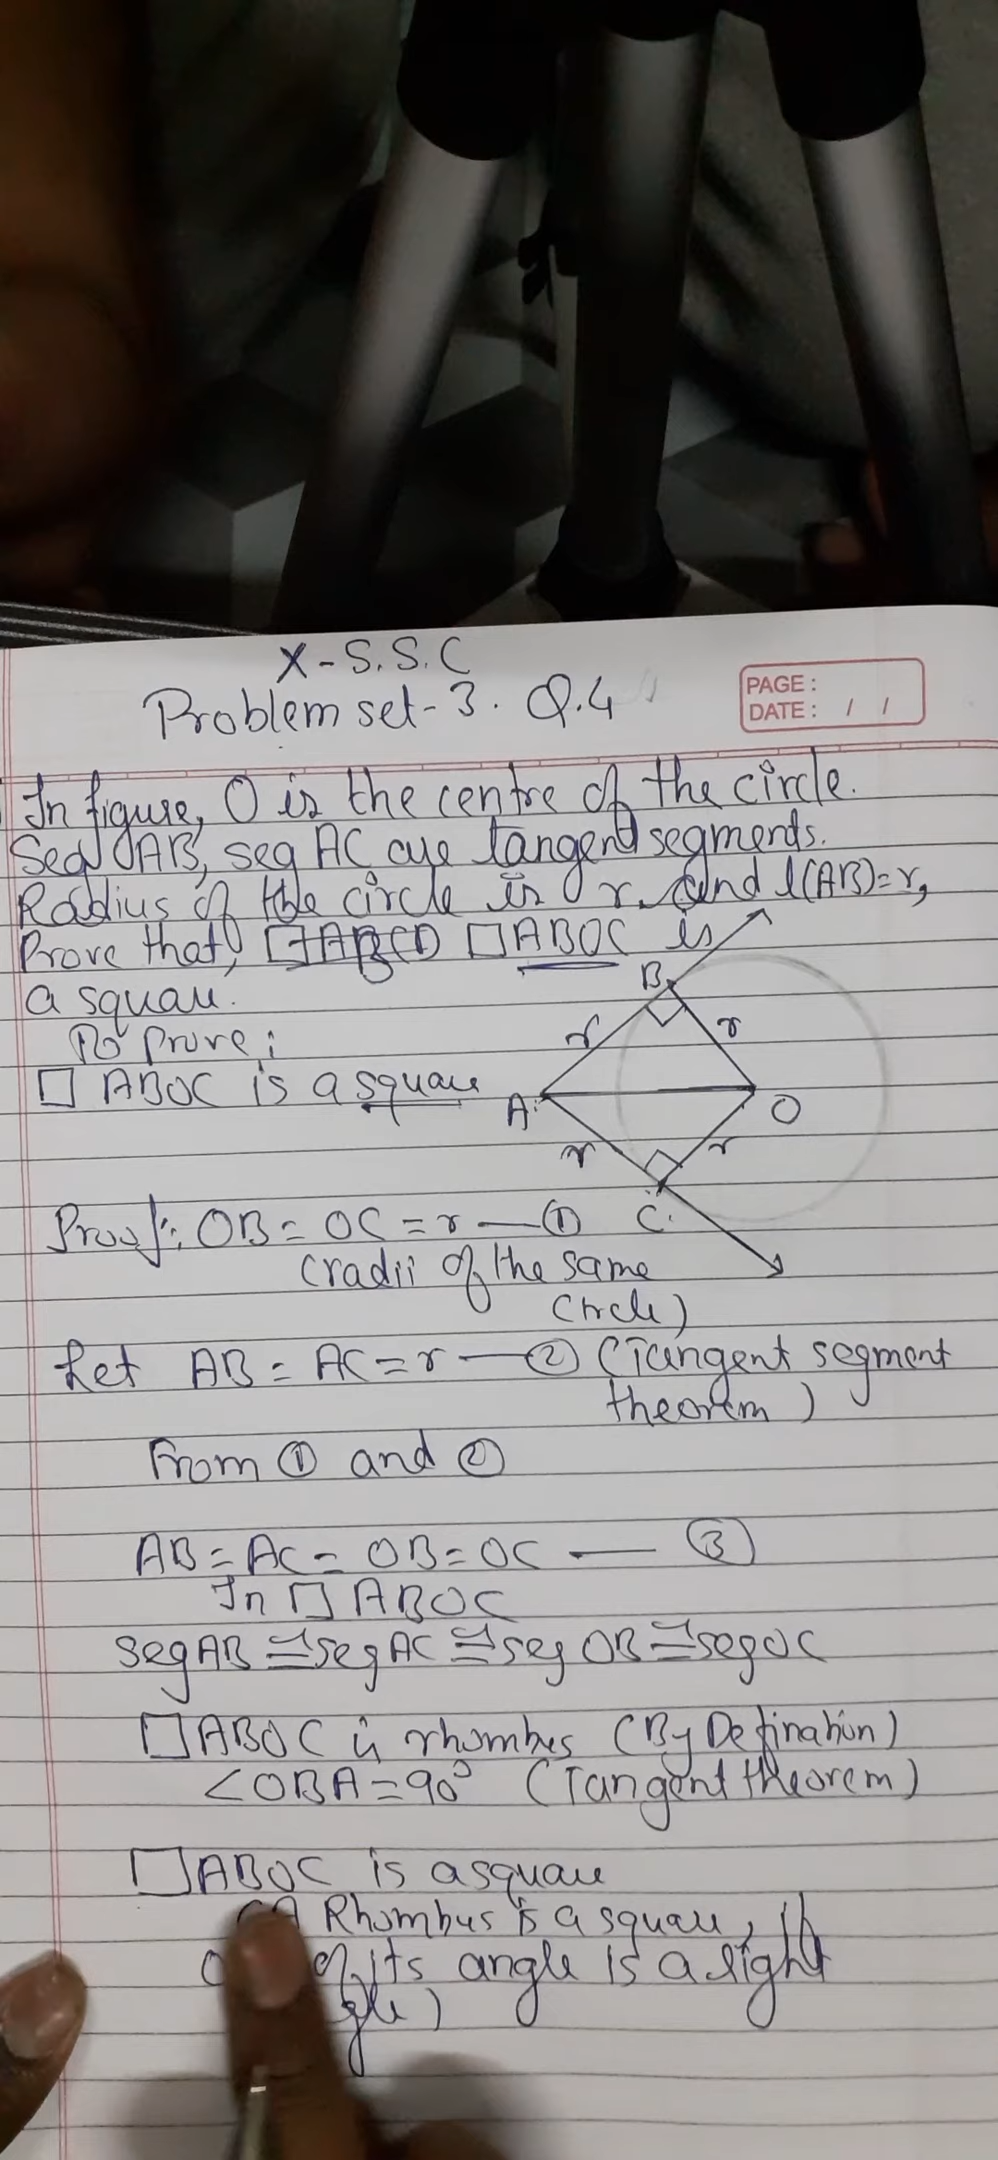 X-S.S.C
Problem set-3. Q.4
PAGE:
DATE: / /
In figure, O is the centre of the circle.
Seg AB, seg AC are tangent segments.
Radius of the circle is r and l(AB)=r,
Prove that, □ABCD □ABOC is
a square.
To prove:
□ ABOC is a square
B
r
r
A
O
r
r
C
Proof: OB = OC = r — ①
(radii of the same
Circle)
Let AB = AC = r — ② (Tangent segment
theorem)
From ① and ②
AB = AC = OB = OC — ③
In □ ABOC
seg AB ≅ seg AC ≅ seg OB ≅ seg OC
□ABOC is rhombus (By Defination)
∠OBA = 90° (Tangent theorem)
□ABOC is a square
Rhombus is a square, if
of its angle is a right
gle)